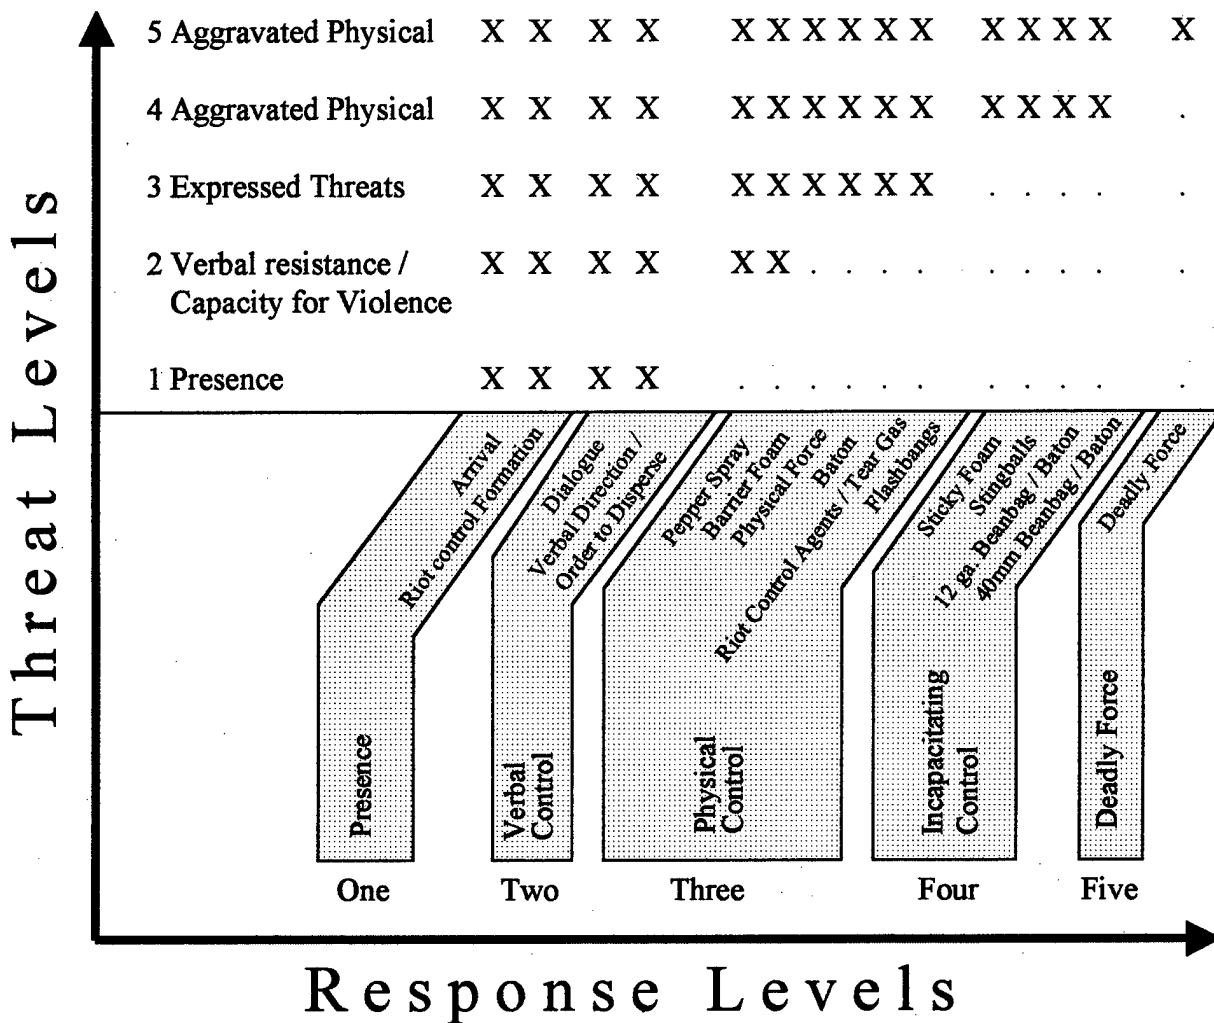 Threat Levels
5 Aggravated Physical X X X X X X X X X X X X X X X
4 Aggravated Physical X X X X X X X X X X X X X X .
3 Expressed Threats X X X X X X X X X X . . . . .
2 Verbal resistance / X X X X X X . . . . . . . . .
Capacity for Violence
1 Presence X X X X . . . . . . . . . . .
Arrival
Riot control Formation
Dialogue
Verbal Direction /
Order to Disperse
Pepper Spray
Barrier Foam
Physical Force
Baton
Riot Control Agents / Tear Gas
Flashbangs
Sticky Foam
Stingballs
12 ga. Beanbag / Baton
40mm Beanbag / Baton
Deadly Force
Presence
Verbal
Control
Physical
Control
Incapacitating
Control
Deadly Force
One Two Three Four Five
Response Levels